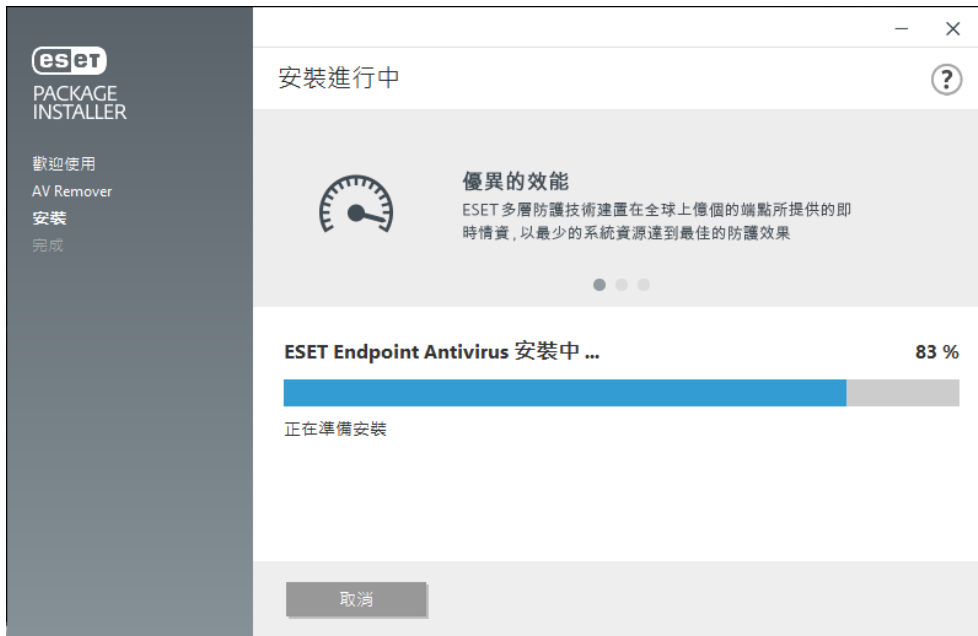 eset
PACKAGE
INSTALLER
歡迎使用
AV Remover
安裝
完成
安裝進行中
?
優異的效能
ESET 多層防護技術建置在全球上億個的端點所提供的即
時情資,以最少的系統資源達到最佳的防護效果
ESET Endpoint Antivirus 安裝中 ...
83 %
正在準備安裝
取消